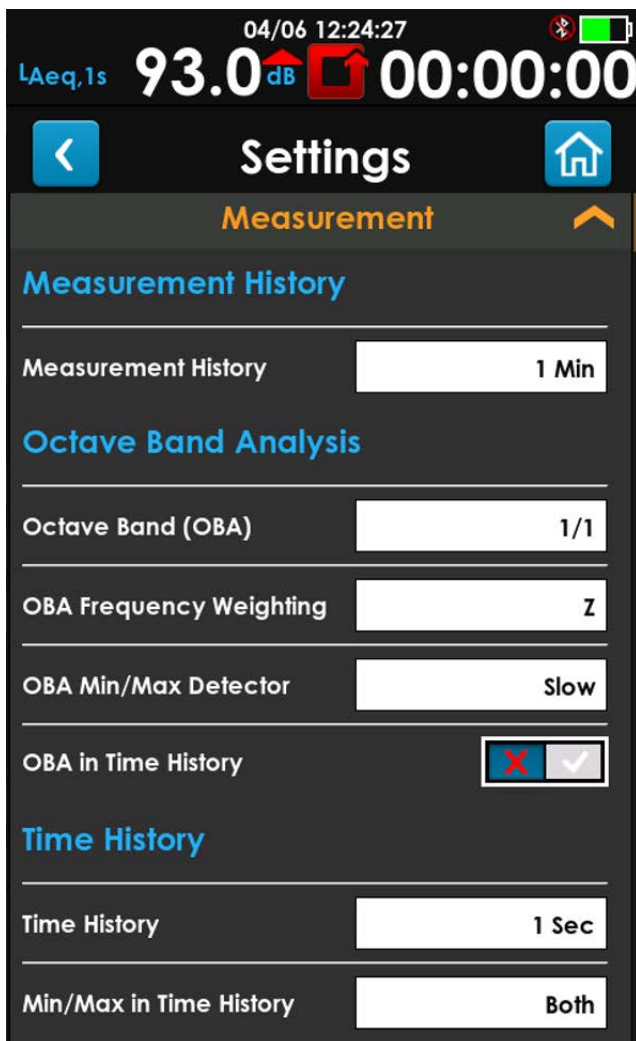 04/06 12:24:27
LAeq,1s 93.0 dB 00:00:00
Settings
Measurement
Measurement History
Measurement History 1 Min
Octave Band Analysis
Octave Band (OBA) 1/1
OBA Frequency Weighting Z
OBA Min/Max Detector Slow
OBA in Time History
Time History
Time History 1 Sec
Min/Max in Time History Both